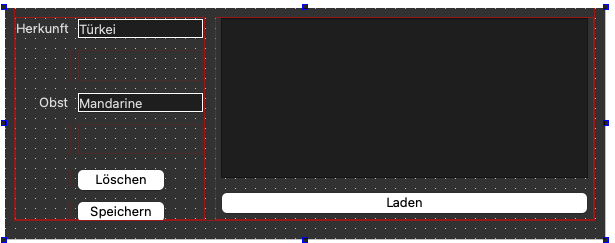 Herkunft
Türkei
Obst
Mandarine
Löschen
Speichern
Laden